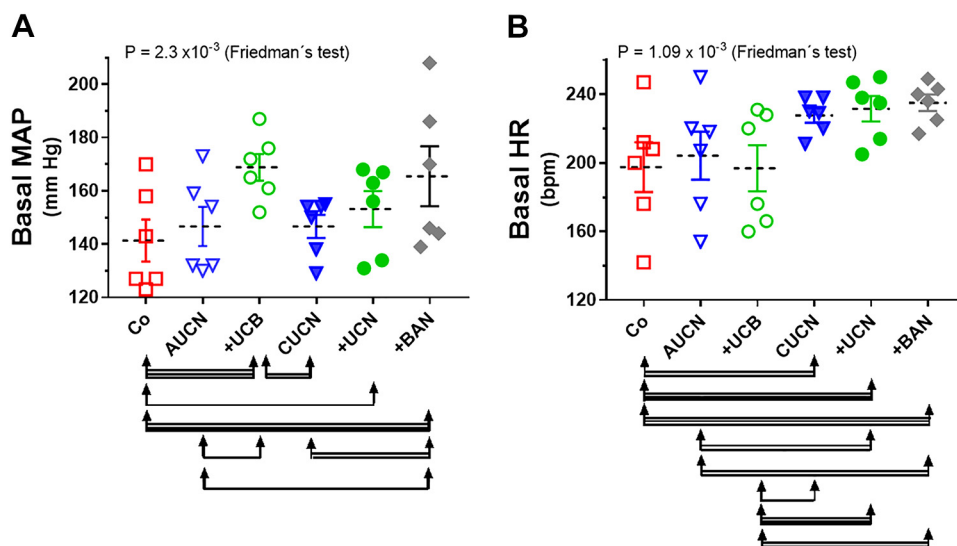 A
P = 2.3 x10⁻³ (Friedman´s test)
Basal MAP
(mm Hg)
200
180
160
140
120
Co
AUCN
+UCB
CUCN
+UCN
+BAN
B
P = 1.09 x10⁻³ (Friedman´s test)
Basal HR
(bpm)
240
200
160
120
Co
AUCN
+UCB
CUCN
+UCN
+BAN